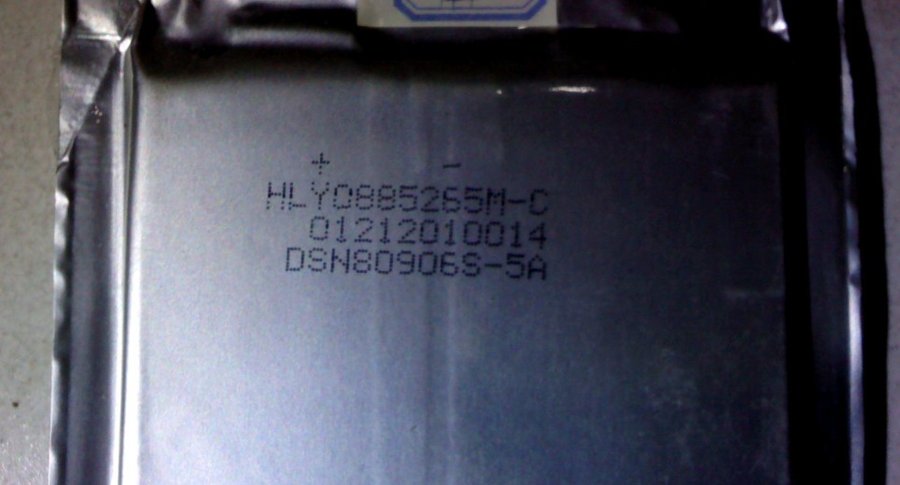 + -
HLY0885265M-C
01212010014
DSN80906S-5A